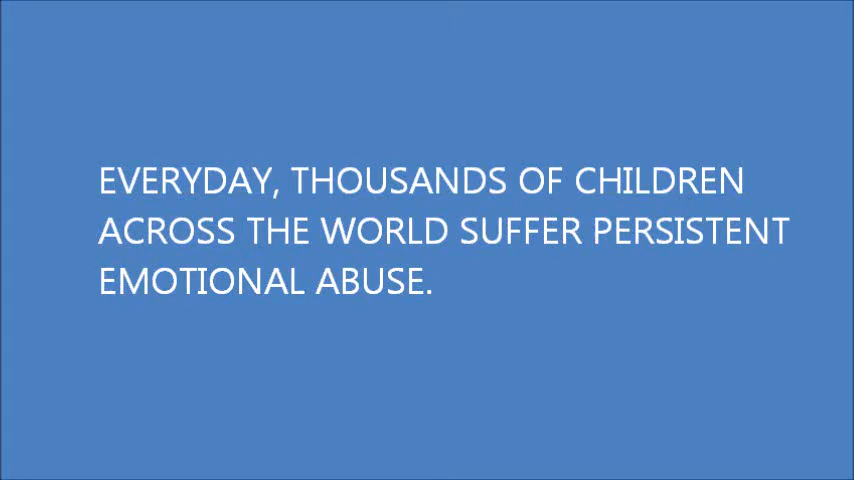 EVERYDAY, THOUSANDS OF CHILDREN
ACROSS THE WORLD SUFFER PERSISTENT
EMOTIONAL ABUSE.